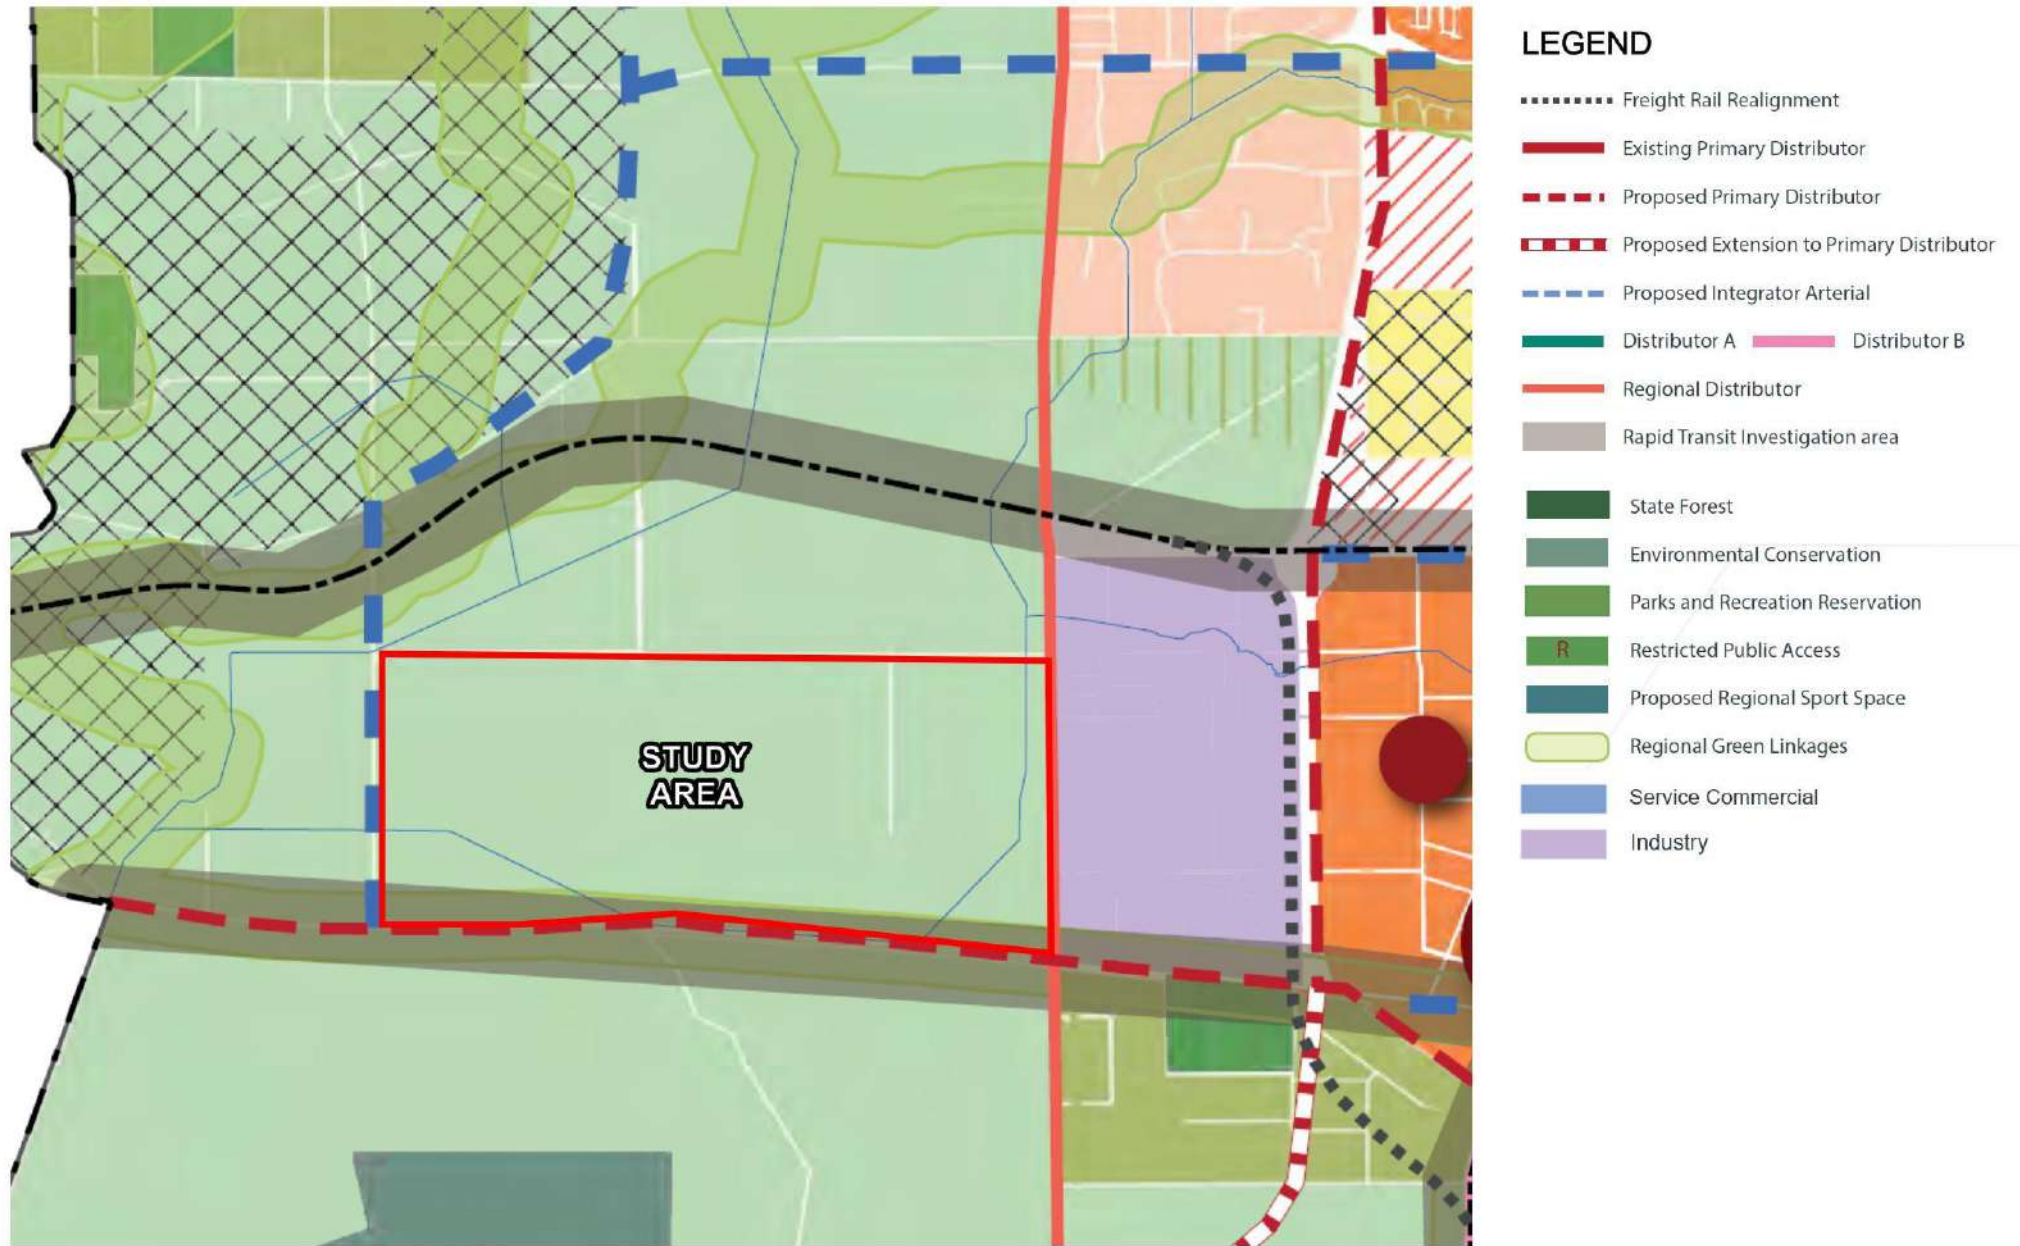 LEGEND
Freight Rail Realignment
Existing Primary Distributor
Proposed Primary Distributor
Proposed Extension to Primary Distributor
Proposed Integrator Arterial
Distributor A Distributor B
Regional Distributor
Rapid Transit Investigation area
State Forest
Environmental Conservation
Parks and Recreation Reservation
R Restricted Public Access
Proposed Regional Sport Space
Regional Green Linkages
Service Commercial
Industry
STUDY
AREA